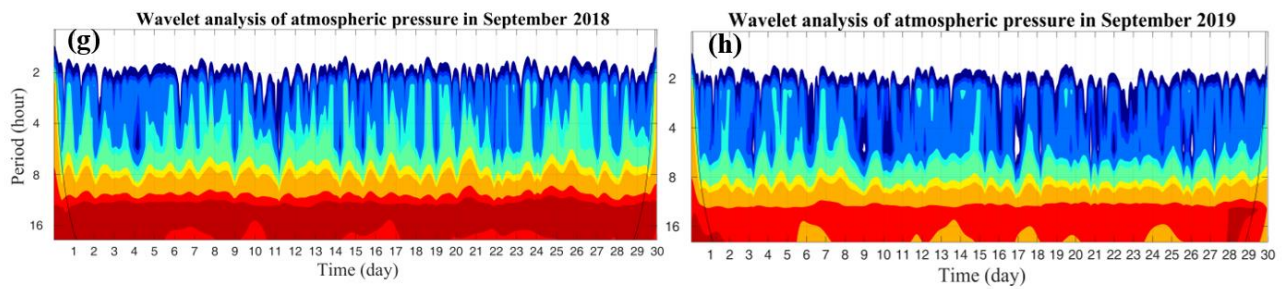 Wavelet analysis of atmospheric pressure in September 2018
(g)
Period (hour)
2
4
8
16
1 2 3 4 5 6 7 8 9 10 11 12 13 14 15 16 17 18 19 20 21 22 23 24 25 26 27 28 29 30
Time (day)
Wavelet analysis of atmospheric pressure in September 2019
(h)
2
4
8
16
1 2 3 4 5 6 7 8 9 10 11 12 13 14 15 16 17 18 19 20 21 22 23 24 25 26 27 28 29 30
Time (day)